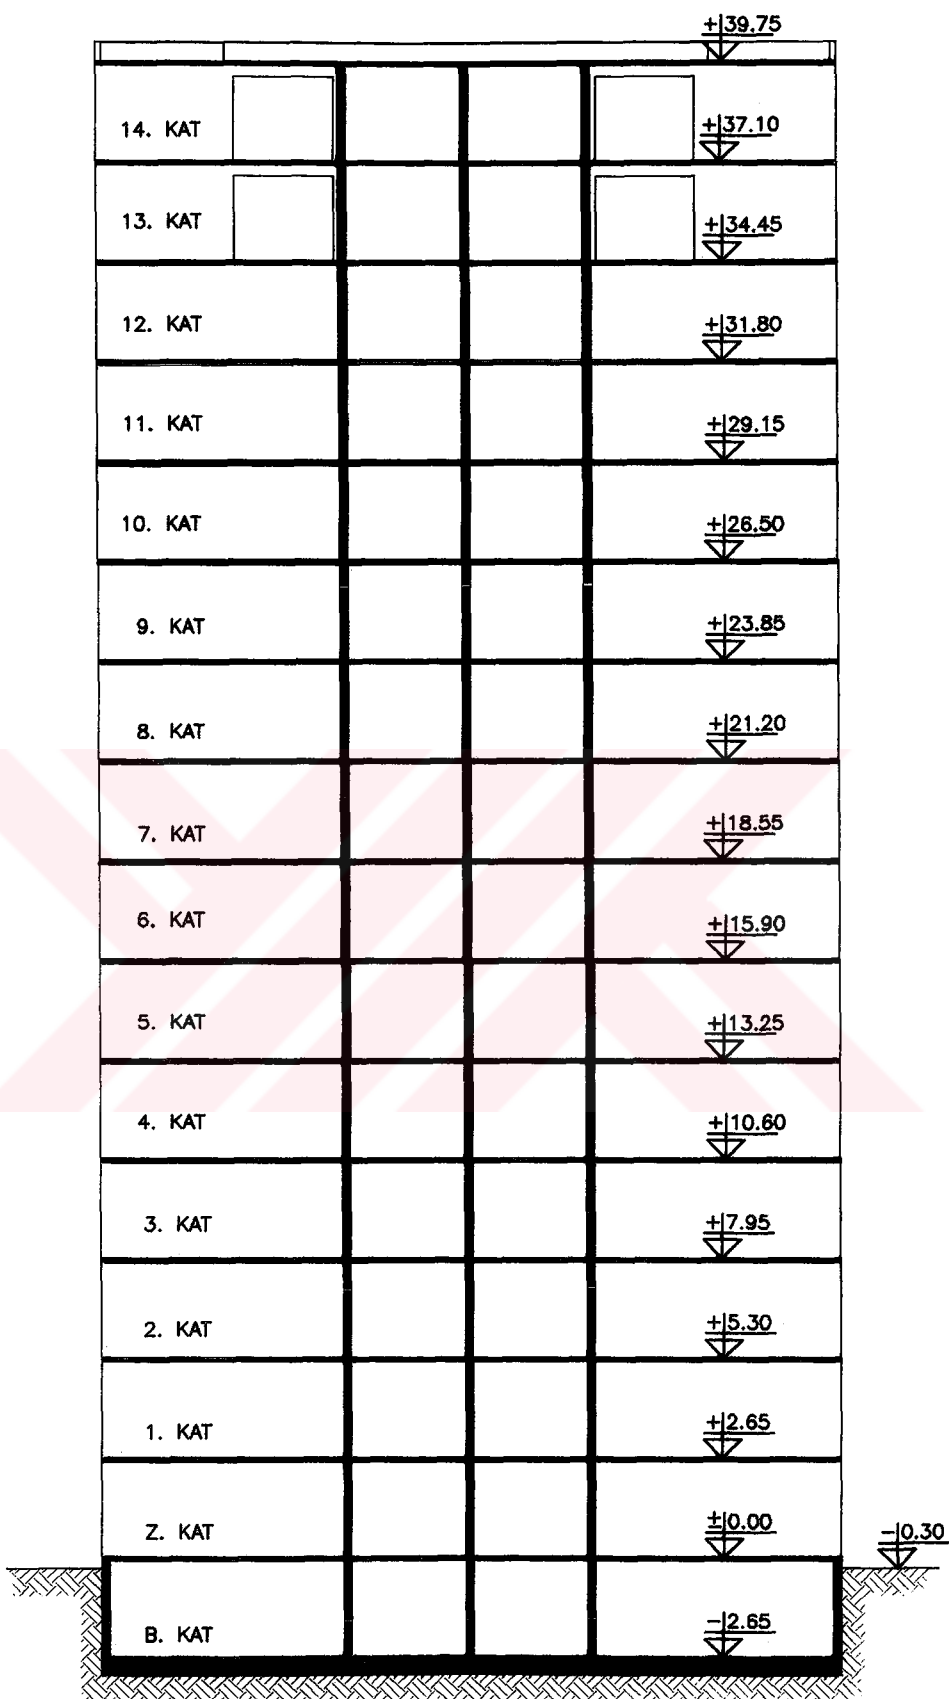 +39.75
14. KAT +37.10
13. KAT +34.45
12. KAT +31.80
11. KAT +29.15
10. KAT +26.50
9. KAT +23.85
8. KAT +21.20
7. KAT +18.55
6. KAT +15.90
5. KAT +13.25
4. KAT +10.60
3. KAT +7.95
2. KAT +5.30
1. KAT +2.65
Z. KAT ±0.00 -0.30
B. KAT -2.65